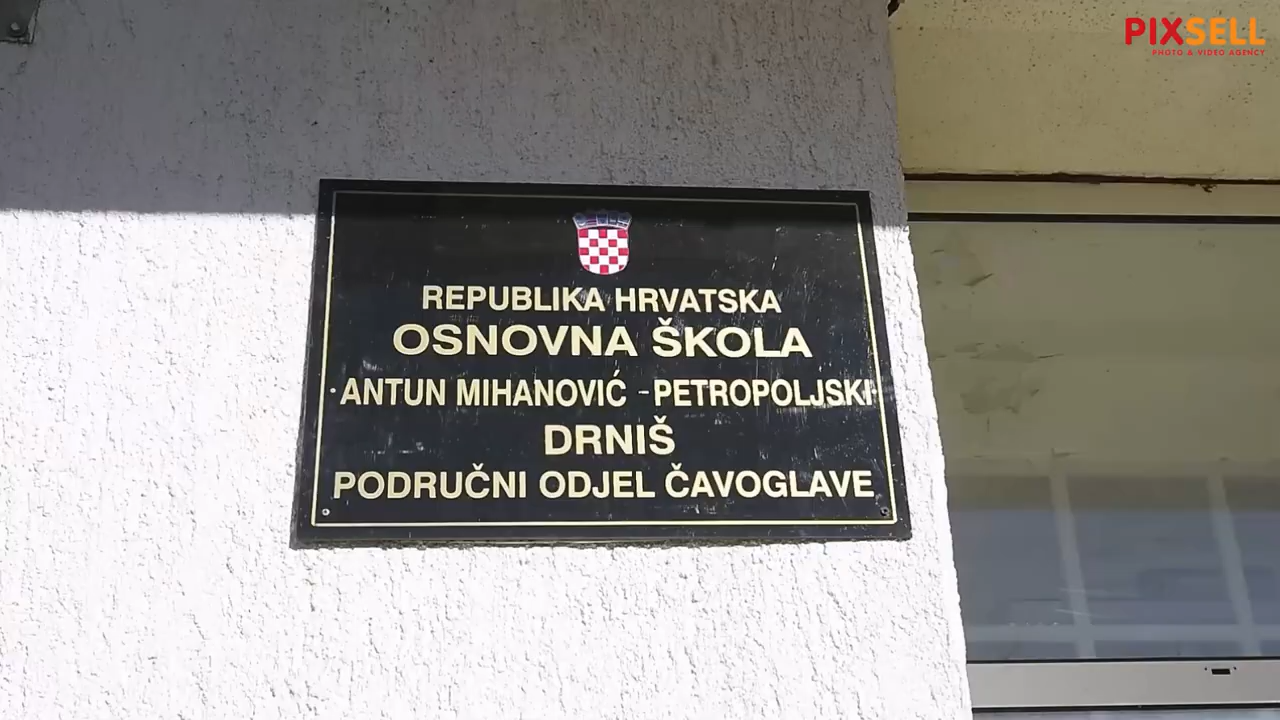 PIXSELL
PHOTO & VIDEO AGENCY
REPUBLIKA HRVATSKA
OSNOVNA ŠKOLA
·ANTUN MIHANOVIĆ - PETROPOLJSKI·
DRNIŠ
PODRUČNI ODJEL ČAVOGLAVE